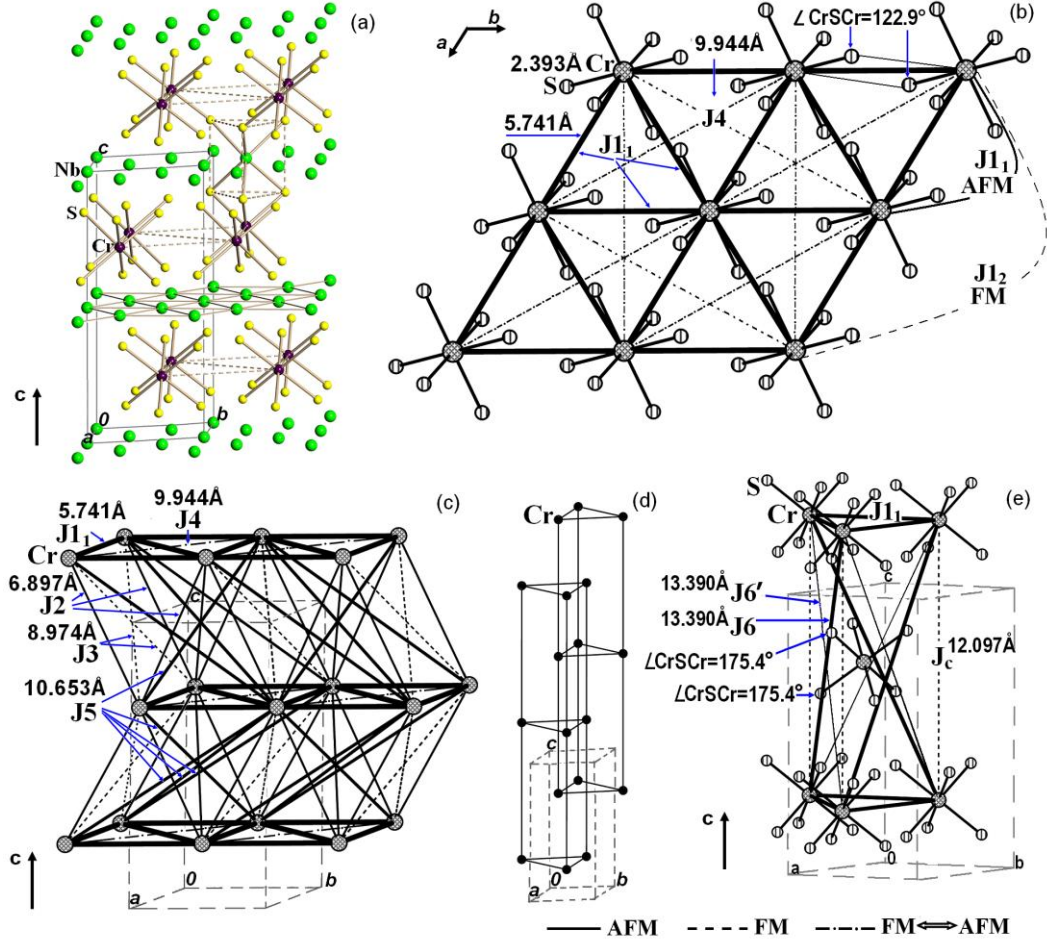 (a)
c
Nb
S
Cr
c
0
a
b
(b)
b
a
∠CrSCr=122.9°
9.944Å
2.393Å
Cr
S
J4
5.741Å
J1₁
J1₁
AFM
J1₂
FM
(c)
9.944Å
5.741Å
J4
J1₁
Cr
6.897Å
J2
c
8.974Å
J3
10.653Å
J5
c
0
b
a
(d)
Cr
c
0
a
b
(e)
S
Cr
J1₁
c
13.390Å
J6′
13.390Å
J6
12.097Å
Jc
∠CrSCr=175.4°
∠CrSCr=175.4°
c
0
a
b
AFM
FM
FM⇔AFM